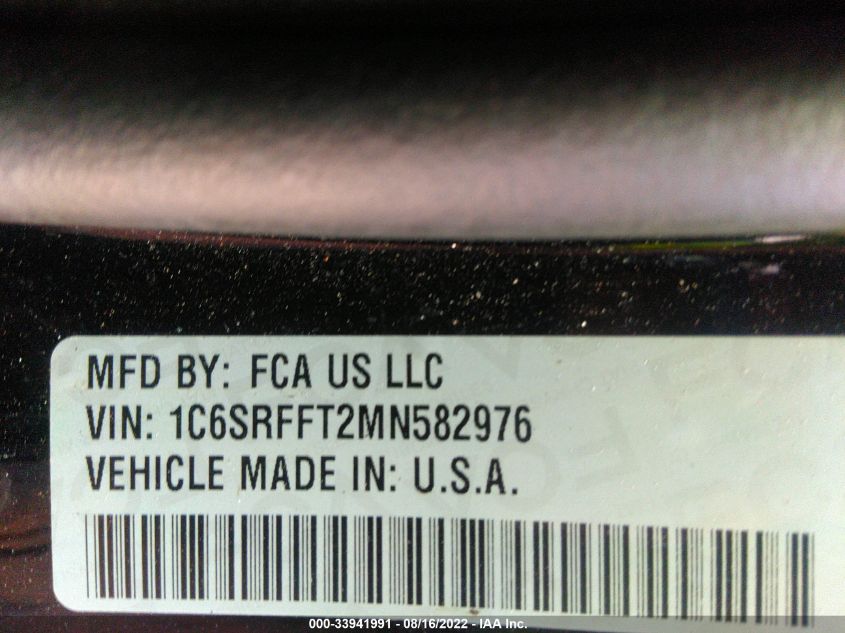 MFD BY: FCA US LLC
VIN: 1C6SRFFT2MN582976
VEHICLE MADE IN: U.S.A.
000-33941991 - 08/16/2022 - IAA Inc.